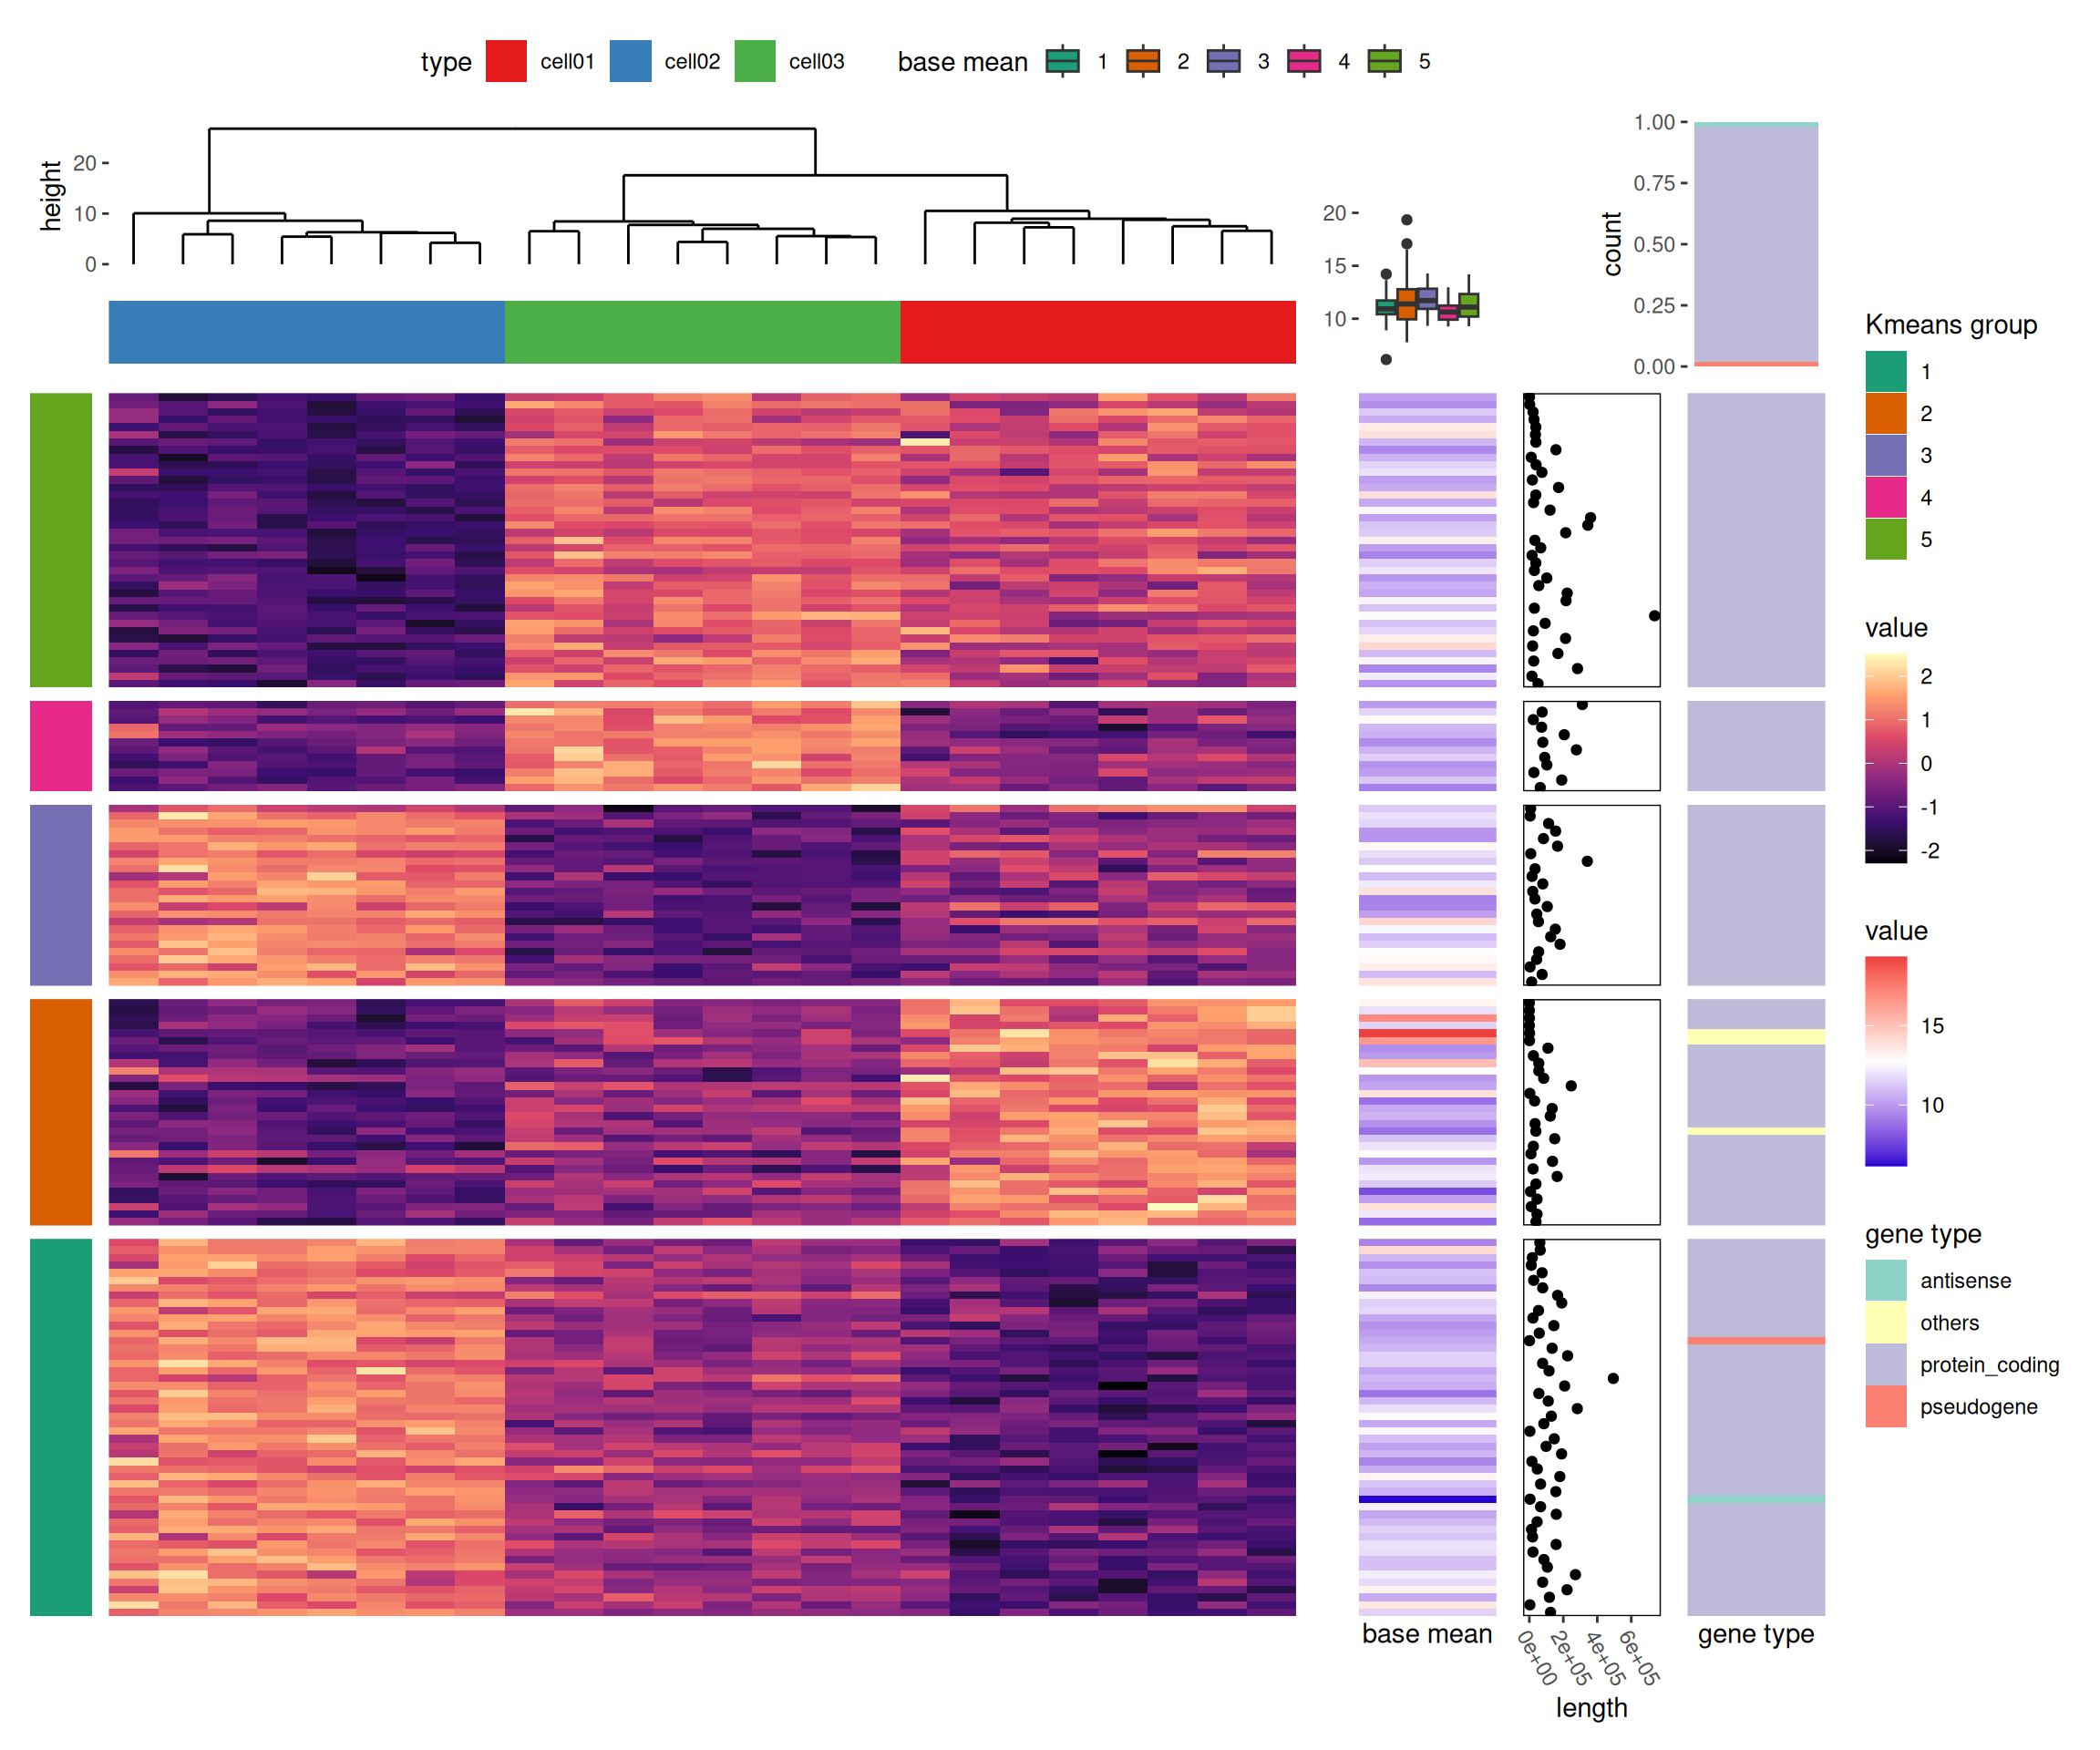 type cell01 cell02 cell03 base mean 1 2 3 4 5
height
20
10
0
20
15
10
count
1.00
0.75
0.50
0.25
0.00
Kmeans group
1
2
3
4
5
value
2
1
0
-1
-2
value
15
10
gene type
antisense
others
protein_coding
pseudogene
base mean
0e+00 2e+05 4e+05 6e+05
length
gene type